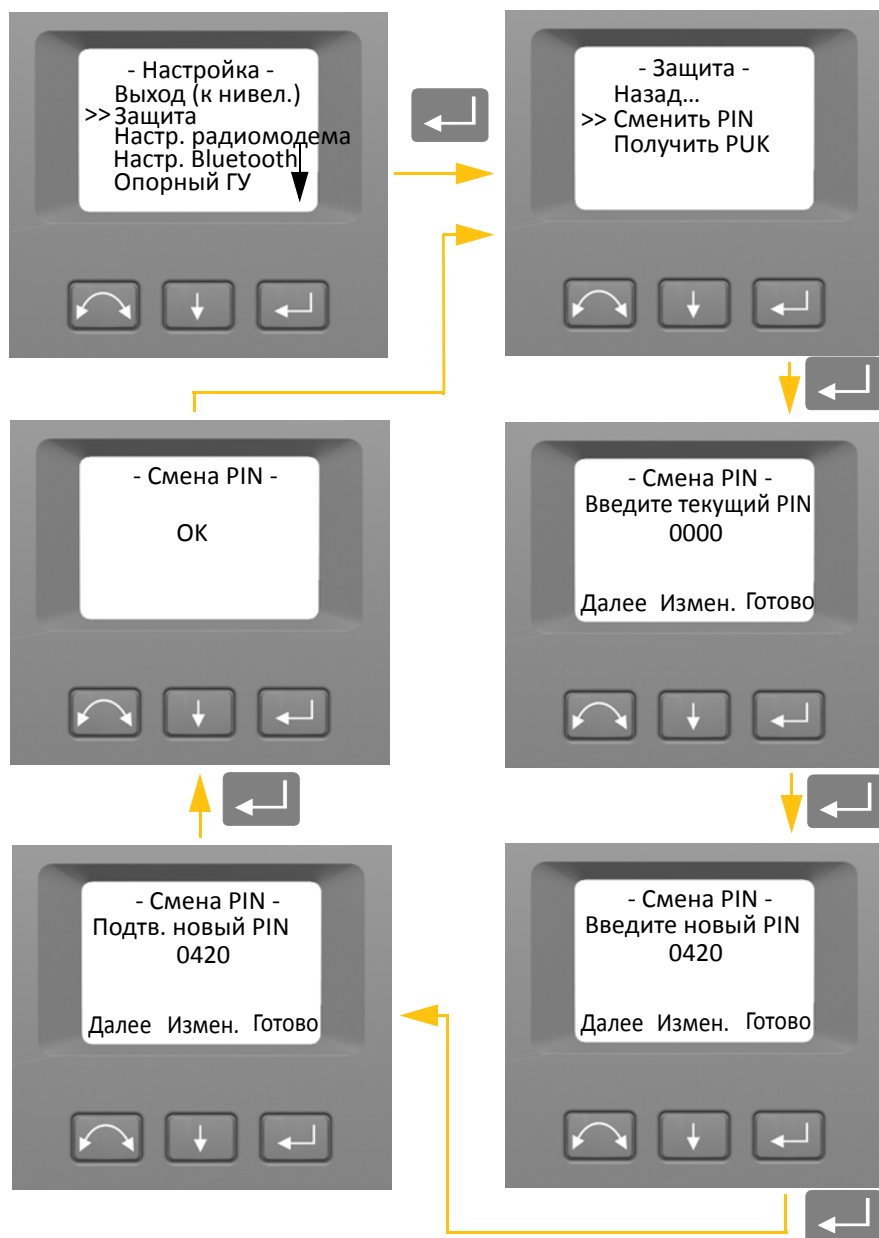 - Настройка -
Выход (к нивел.)
>> Защита
Настр. радиомодема
Настр. Bluetooth
Опорный ГУ
- Защита -
Назад...
>> Сменить PIN
Получить PUK
- Смена PIN -
Введите текущий PIN
0000
Далее Измен. Готово
- Смена PIN -
Введите новый PIN
0420
Далее Измен. Готово
- Смена PIN -
Подтв. новый PIN
0420
Далее Измен. Готово
- Смена PIN -
OK